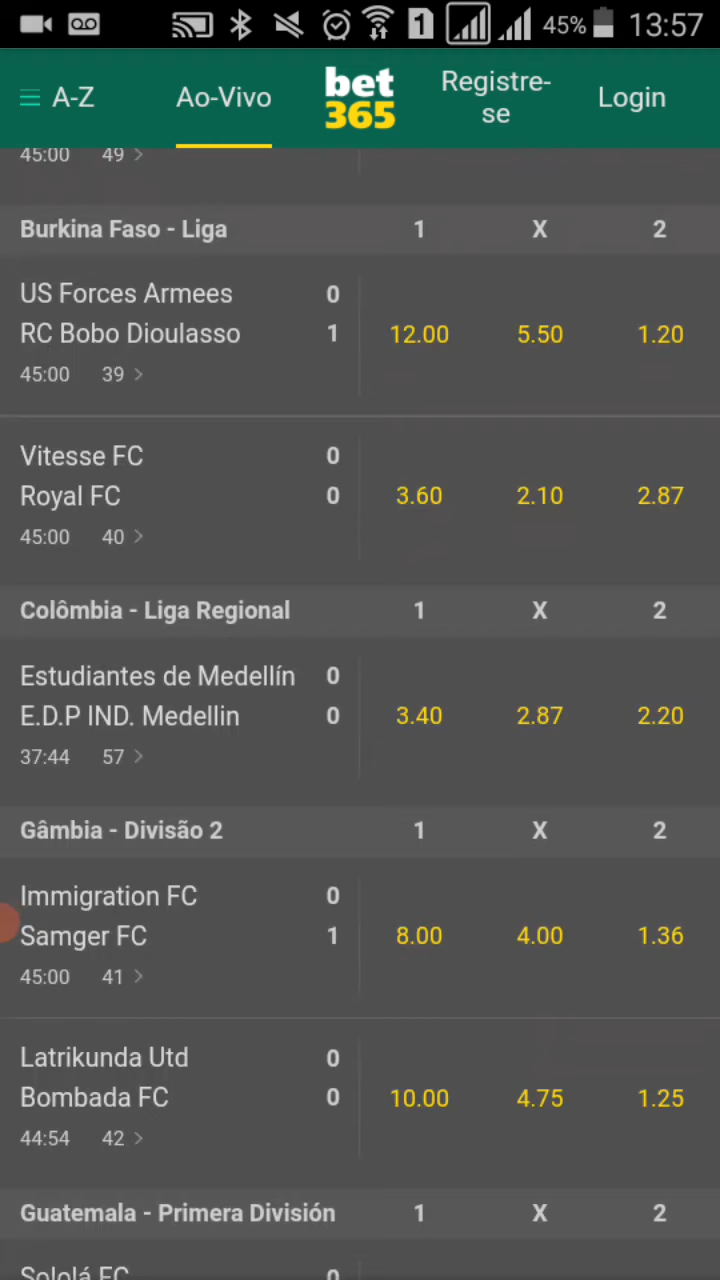 45% 13:57
A-Z Ao-Vivo bet365 Registre-se Login
45:00 49 >
Burkina Faso - Liga 1 X 2
US Forces Armees 0
RC Bobo Dioulasso 1 12.00 5.50 1.20
45:00 39 >
Vitesse FC 0
Royal FC 0 3.60 2.10 2.87
45:00 40 >
Colômbia - Liga Regional 1 X 2
Estudiantes de Medellín 0
E.D.P IND. Medellin 0 3.40 2.87 2.20
37:44 57 >
Gâmbia - Divisão 2 1 X 2
Immigration FC 0
Samger FC 1 8.00 4.00 1.36
45:00 41 >
Latrikunda Utd 0
Bombada FC 0 10.00 4.75 1.25
44:54 42 >
Guatemala - Primera División 1 X 2
Sololá FC 0